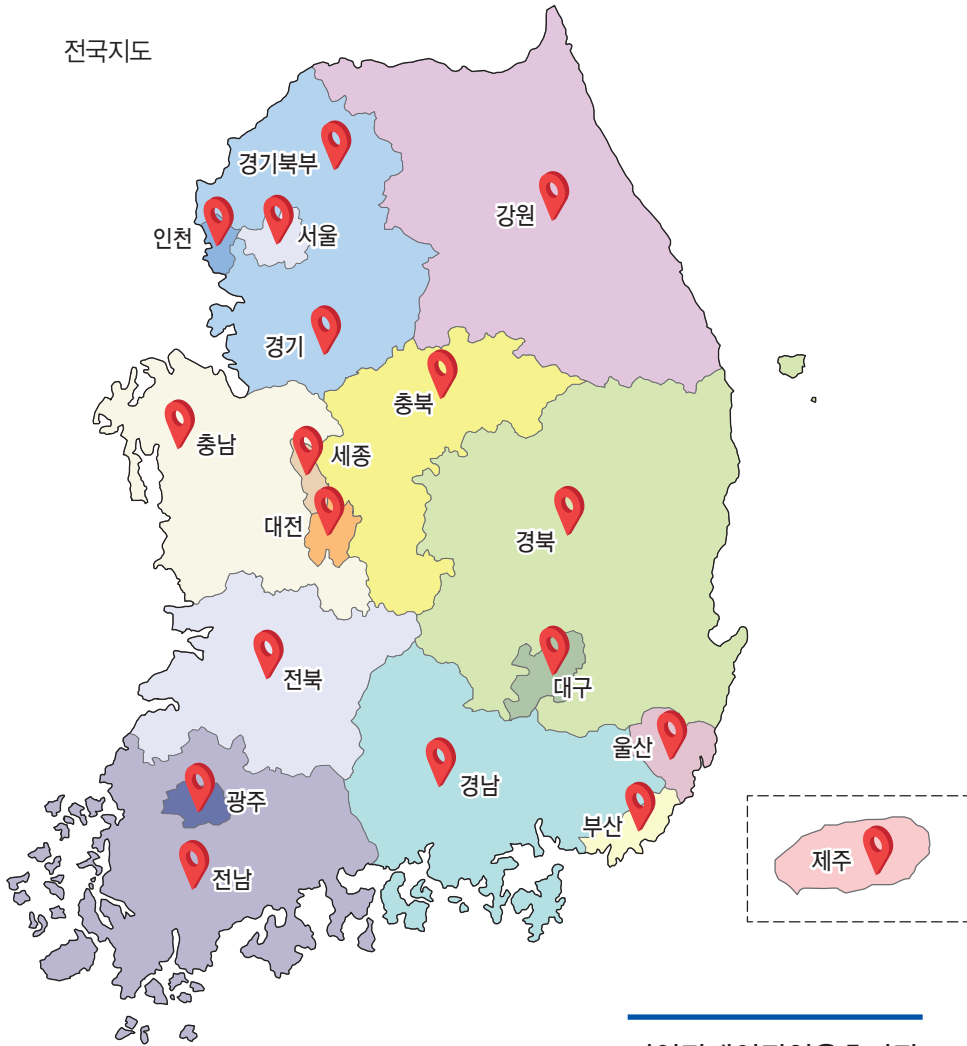 전국지도
경기북부
강원
인천
서울
경기
충북
충남
세종
대전
경북
전북
대구
울산
경남
광주
부산
제주
전남